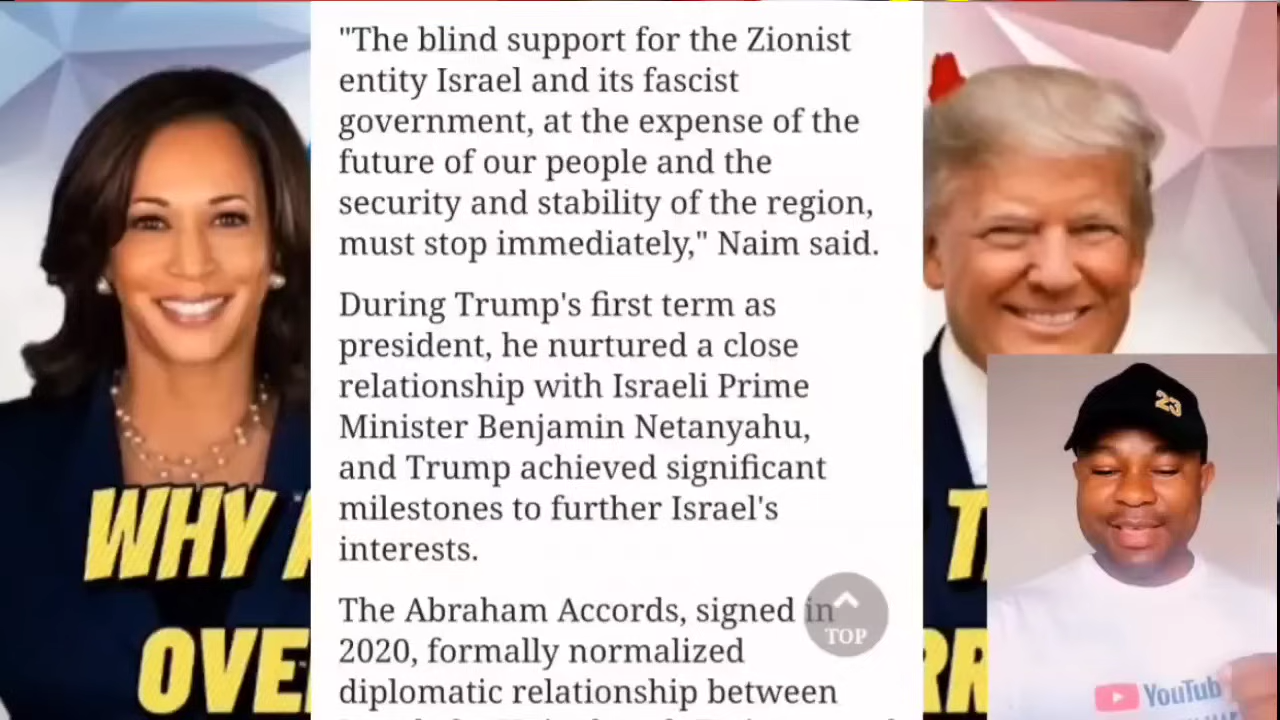 "The blind support for the Zionist
entity Israel and its fascist
government, at the expense of the
future of our people and the
security and stability of the region,
must stop immediately," Naim said.
During Trump's first term as
president, he nurtured a close
relationship with Israeli Prime
Minister Benjamin Netanyahu,
and Trump achieved significant
milestones to further Israel's
interests.
The Abraham Accords, signed in
2020, formally normalized
diplomatic relationship between
TOP
WHY
OVE
23
YouTube